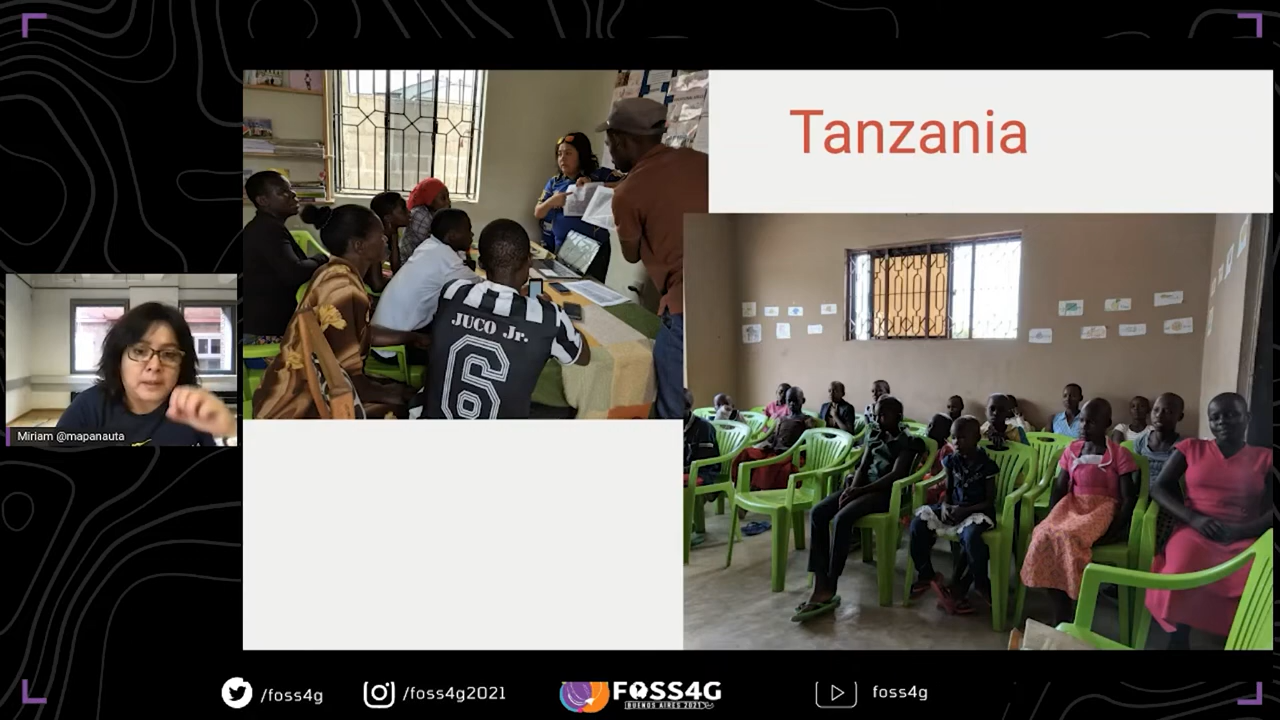 Tanzania
JUCO Jr.
6
Miriam @mapanauta
/foss4g
/foss4g2021
FOSS4G
BUENOS AIRES 2021
foss4g